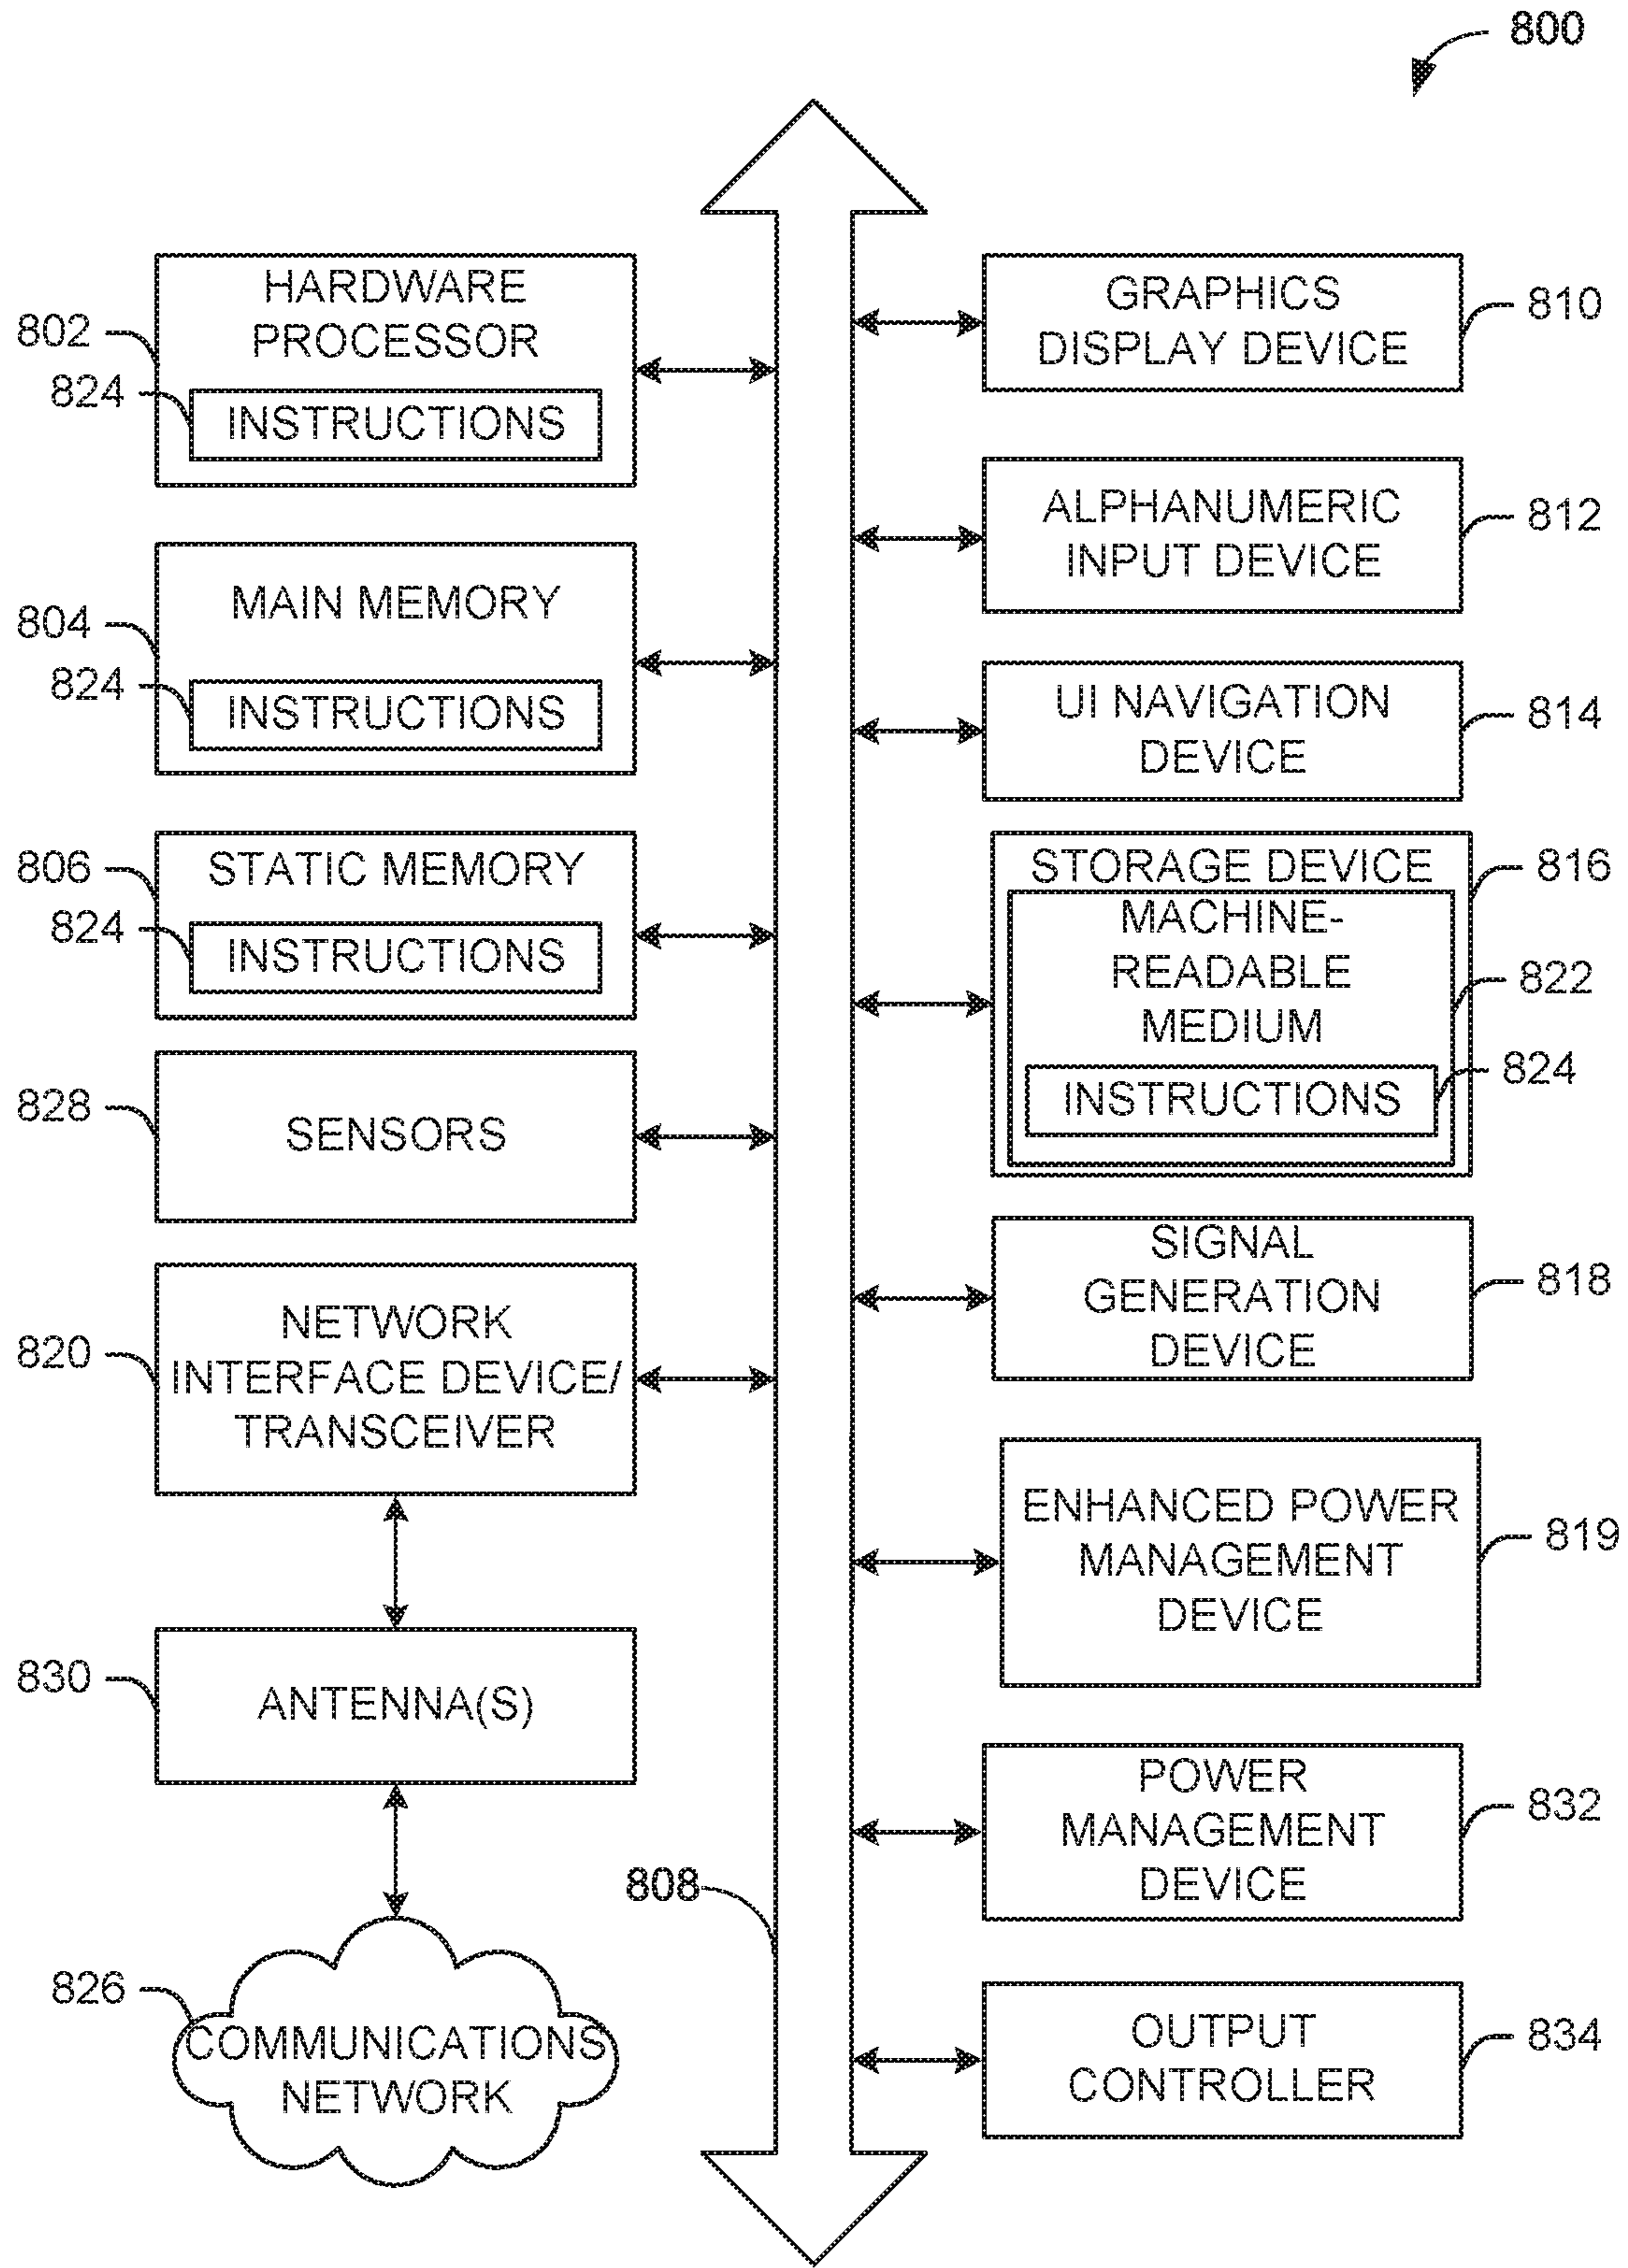 800
HARDWARE
PROCESSOR
802
824
INSTRUCTIONS
MAIN MEMORY
804
824
INSTRUCTIONS
STATIC MEMORY
806
824
INSTRUCTIONS
828
SENSORS
NETWORK
INTERFACE DEVICE/
TRANSCEIVER
820
830
ANTENNA(S)
808
826
COMMUNICATIONS
NETWORK
GRAPHICS
DISPLAY DEVICE
810
ALPHANUMERIC
INPUT DEVICE
812
UI NAVIGATION
DEVICE
814
STORAGE DEVICE
816
MACHINE-
READABLE
MEDIUM
822
INSTRUCTIONS
824
SIGNAL
GENERATION
DEVICE
818
ENHANCED POWER
MANAGEMENT
DEVICE
819
POWER
MANAGEMENT
DEVICE
832
OUTPUT
CONTROLLER
834